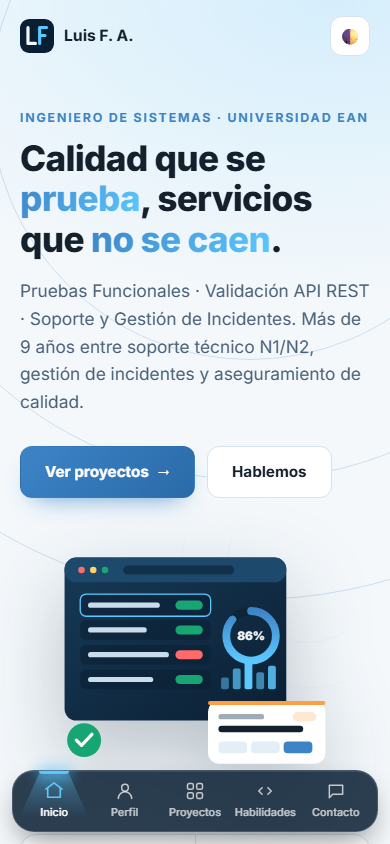 LF Luis F. A.
INGENIERO DE SISTEMAS · UNIVERSIDAD EAN
Calidad que se
prueba, servicios
que no se caen.
Pruebas Funcionales · Validación API REST
· Soporte y Gestión de Incidentes. Más de
9 años entre soporte técnico N1/N2,
gestión de incidentes y aseguramiento de
calidad.
Ver proyectos → Hablemos
86%
Inicio Perfil Proyectos Habilidades Contacto